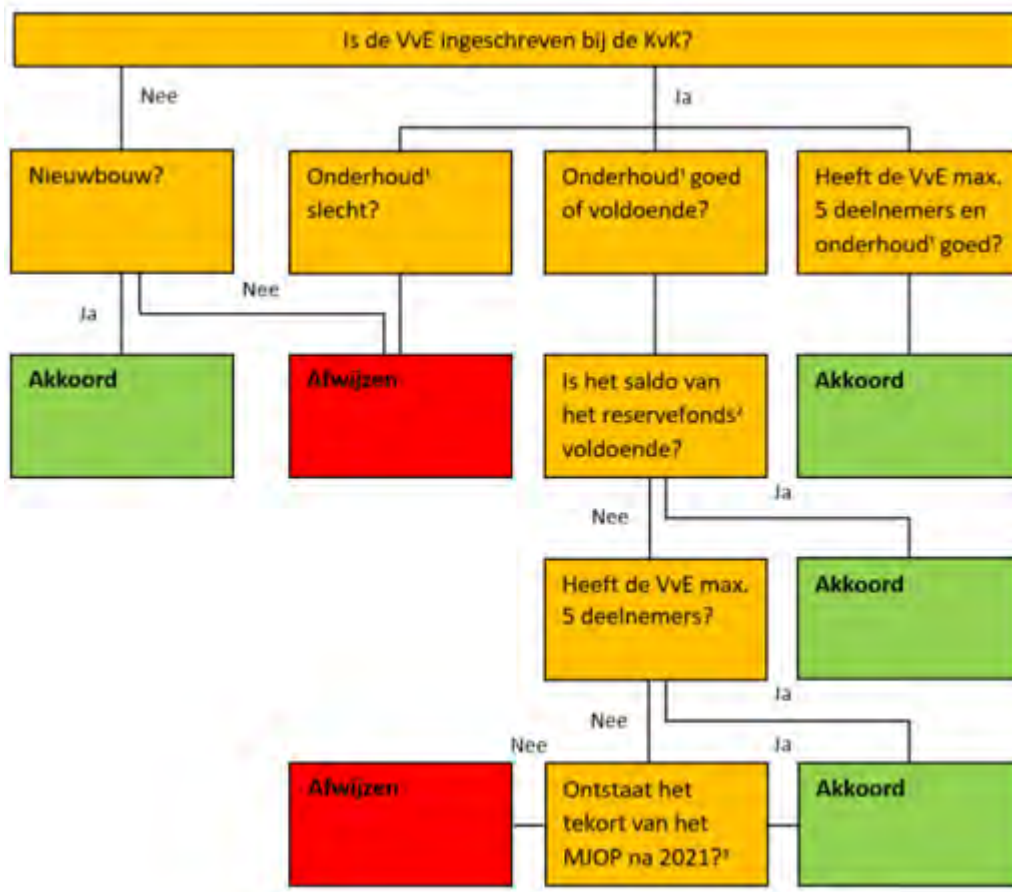 Is de VvE ingeschreven bij de KvK?
Nee
Ja
Nieuwbouw?
Onderhoud¹
slecht?
Onderhoud¹ goed
of voldoende?
Heeft de VvE max.
5 deelnemers en
onderhoud¹ goed?
Nee
Ja
Akkoord
Afwijzen
Is het saldo van
het reservefonds²
voldoende?
Akkoord
Ja
Nee
Heeft de VvE max.
5 deelnemers?
Akkoord
Ja
Nee
Nee
Ja
Afwijzen
Ontstaat het
tekort van het
MJOP na 2021?³
Akkoord